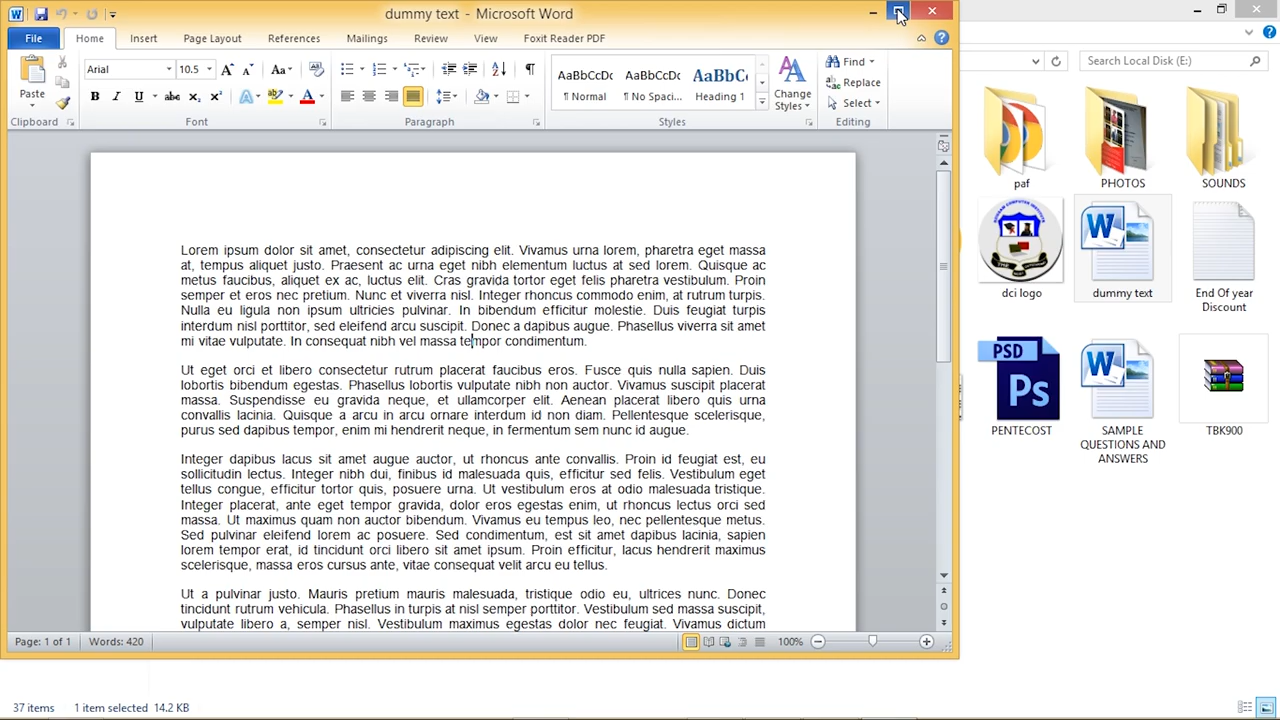 dummy text - Microsoft Word
File Home Insert Page Layout References Mailings Review View Foxit Reader PDF
Search Local Disk (E:)
Paste
Arial 10.5 Aa
B I U abc x₂ x² A ab A
AaBbCcDc AaBbCcDc AaBbC
¶ Normal ¶ No Spaci... Heading 1
Change
Styles
Find
Replace
Select
Clipboard Font Paragraph Styles Editing
Lorem ipsum dolor sit amet, consectetur adipiscing elit. Vivamus urna lorem, pharetra eget massa
at, tempus aliquet justo. Praesent ac urna eget nibh elementum luctus at sed lorem. Quisque ac
metus faucibus, aliquet ex ac, luctus elit. Cras gravida tortor eget felis pharetra vestibulum. Proin
semper et eros nec pretium. Nunc et viverra nisl. Integer rhoncus commodo enim, at rutrum turpis.
Nulla eu ligula non ipsum ultricies pulvinar. In bibendum efficitur molestie. Duis feugiat turpis
interdum nisl porttitor, sed eleifend arcu suscipit. Donec a dapibus augue. Phasellus viverra sit amet
mi vitae vulputate. In consequat nibh vel massa tempor condimentum.
Ut eget orci et libero consectetur rutrum placerat faucibus eros. Fusce quis nulla sapien. Duis
lobortis bibendum egestas. Phasellus lobortis vulputate nibh non auctor. Vivamus suscipit placerat
massa. Suspendisse eu gravida neque, et ullamcorper elit. Aenean placerat libero quis urna
convallis lacinia. Quisque a arcu in arcu ornare interdum id non diam. Pellentesque scelerisque,
purus sed dapibus tempor, enim mi hendrerit neque, in fermentum sem nunc id augue.
Integer dapibus lacus sit amet augue auctor, ut rhoncus ante convallis. Proin id feugiat est, eu
sollicitudin lectus. Integer nibh dui, finibus id malesuada quis, efficitur sed felis. Vestibulum eget
tellus congue, efficitur tortor quis, posuere urna. Ut vestibulum eros at odio malesuada tristique.
Integer placerat, ante eget tempor gravida, dolor eros egestas enim, ut rhoncus lectus orci sed
massa. Ut maximus quam non auctor bibendum. Vivamus eu tempus leo, nec pellentesque metus.
Sed pulvinar eleifend lorem ac posuere. Sed condimentum, est sit amet dapibus lacinia, sapien
lorem tempor erat, id tincidunt orci libero sit amet ipsum. Proin efficitur, lacus hendrerit maximus
scelerisque, massa eros cursus ante, vitae consequat velit arcu eu tellus.
Ut a pulvinar justo. Mauris pretium mauris malesuada, tristique odio eu, ultrices nunc. Donec
tincidunt rutrum vehicula. Phasellus in turpis at nisl semper porttitor. Vestibulum sed massa suscipit,
vulputate libero a, semper nisl. Vestibulum maximus egestas dolor nec feugiat. Vivamus dictum
Page: 1 of 1 Words: 420 100%
paf PHOTOS SOUNDS
dci logo dummy text End Of year
Discount
PSD
Ps
PENTECOST SAMPLE
QUESTIONS AND
ANSWERS TBK900
37 items 1 item selected 14.2 KB